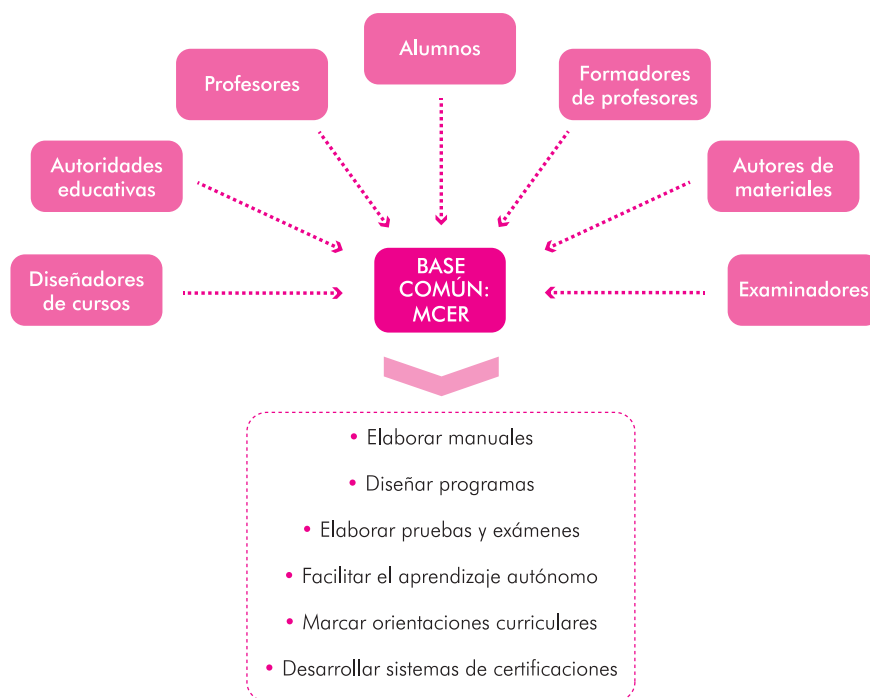 Alumnos
Profesores
Formadores
de profesores
Autoridades
educativas
Autores de
materiales
Diseñadores
de cursos
BASE
COMÚN:
MCER
Examinadores
• Elaborar manuales
• Diseñar programas
• Elaborar pruebas y exámenes
• Facilitar el aprendizaje autónomo
• Marcar orientaciones curriculares
• Desarrollar sistemas de certificaciones